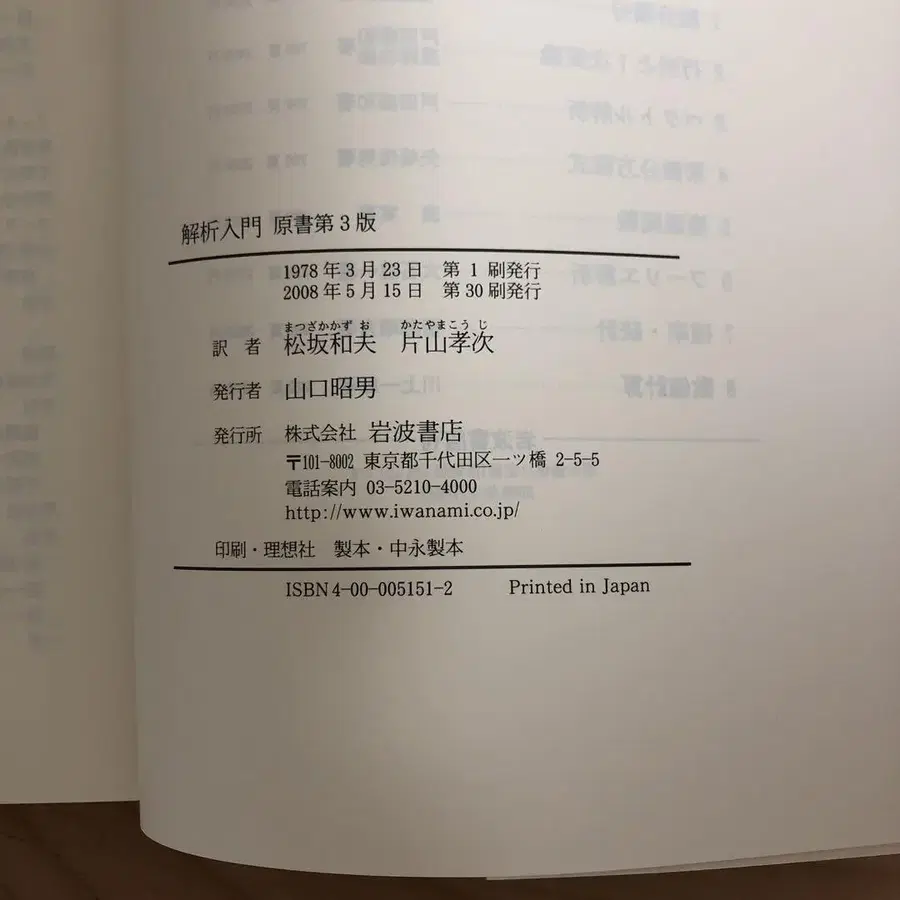 解析入門 原書第3版
1978年3月23日 第1刷発行
2008年5月15日 第30刷発行
まつざかかずお かたやまこうじ
訳者 松坂和夫 片山孝次
発行者 山口昭男
発行所 株式会社 岩波書店
〒101-8002 東京都千代田区一ツ橋 2-5-5
電話案内 03-5210-4000
http://www.iwanami.co.jp/
印刷・理想社 製本・中永製本
ISBN4-00-005151-2 Printed in Japan